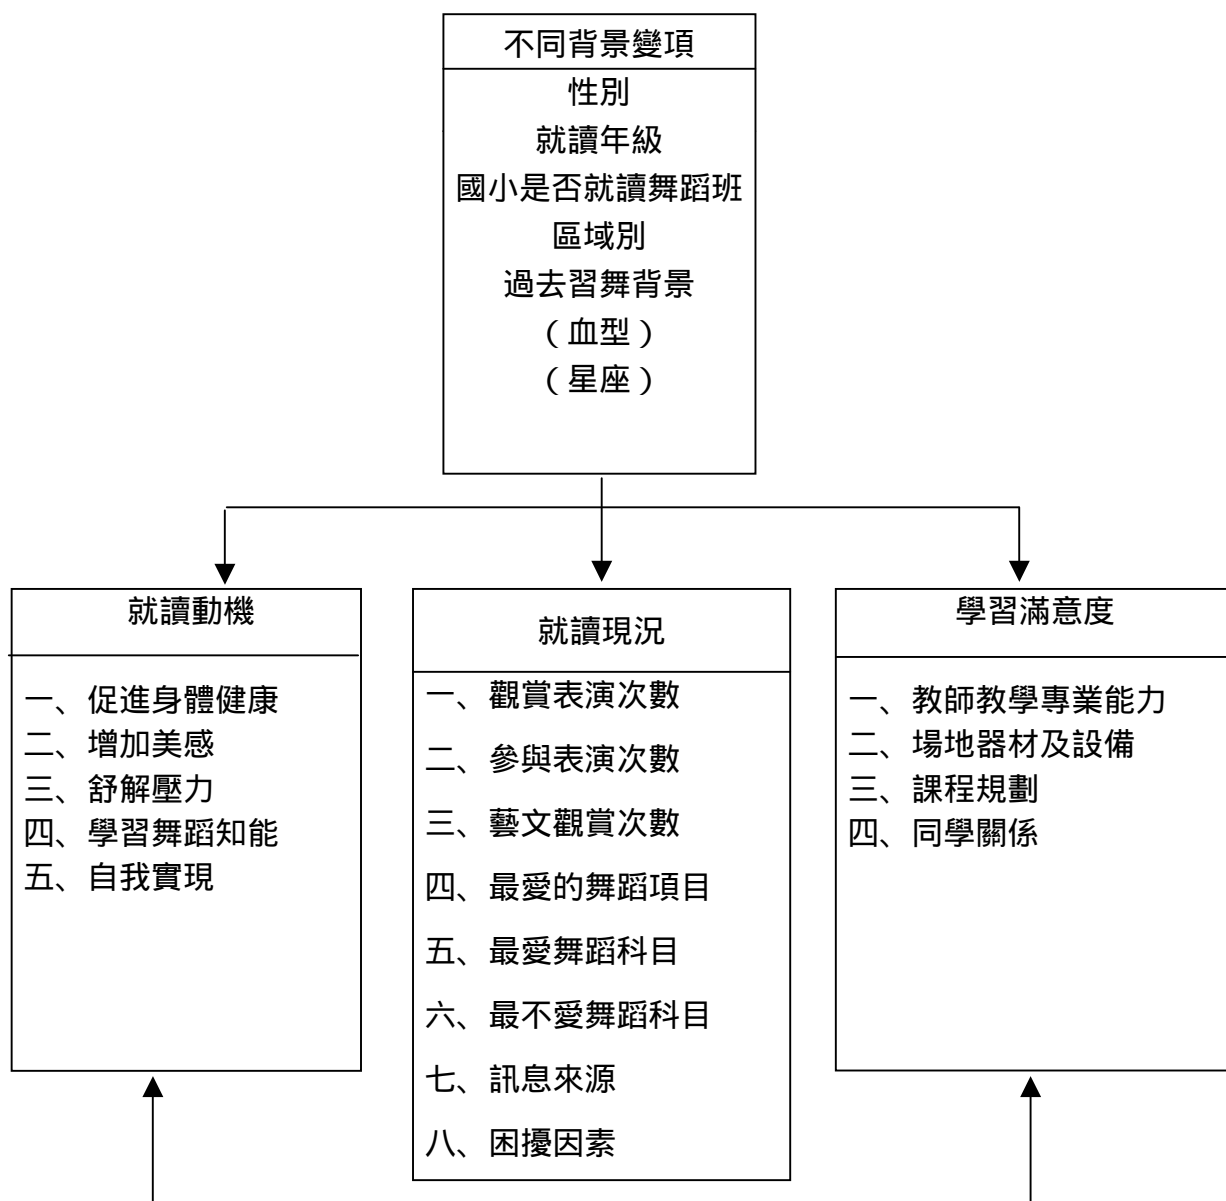 不同背景變項
性別
就讀年級
國小是否就讀舞蹈班
區域別
過去習舞背景
（血型）
（星座）
就讀動機
一、促進身體健康
二、增加美感
三、舒解壓力
四、學習舞蹈知能
五、自我實現
就讀現況
一、觀賞表演次數
二、參與表演次數
三、藝文觀賞次數
四、最愛的舞蹈項目
五、最愛舞蹈科目
六、最不愛舞蹈科目
七、訊息來源
八、困擾因素
學習滿意度
一、教師教學專業能力
二、場地器材及設備
三、課程規劃
四、同學關係